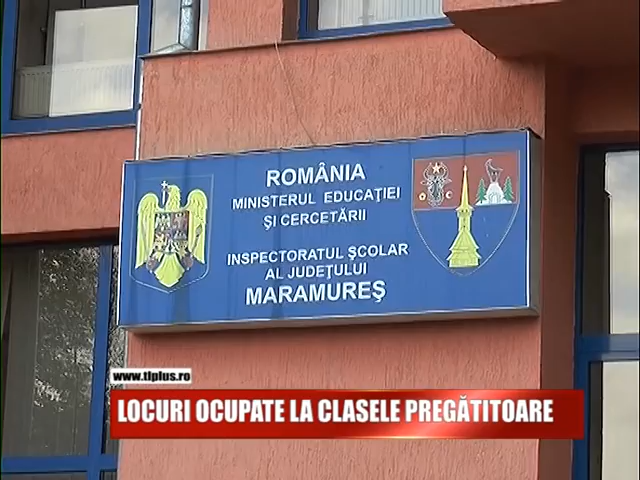 ROMÂNIA
MINISTERUL EDUCAŢIEI
ŞI CERCETĂRII
INSPECTORATUL ŞCOLAR
AL JUDEŢULUI
MARAMUREŞ
www.tlplus.ro
LOCURI OCUPATE LA CLASELE PREGĂTITOARE